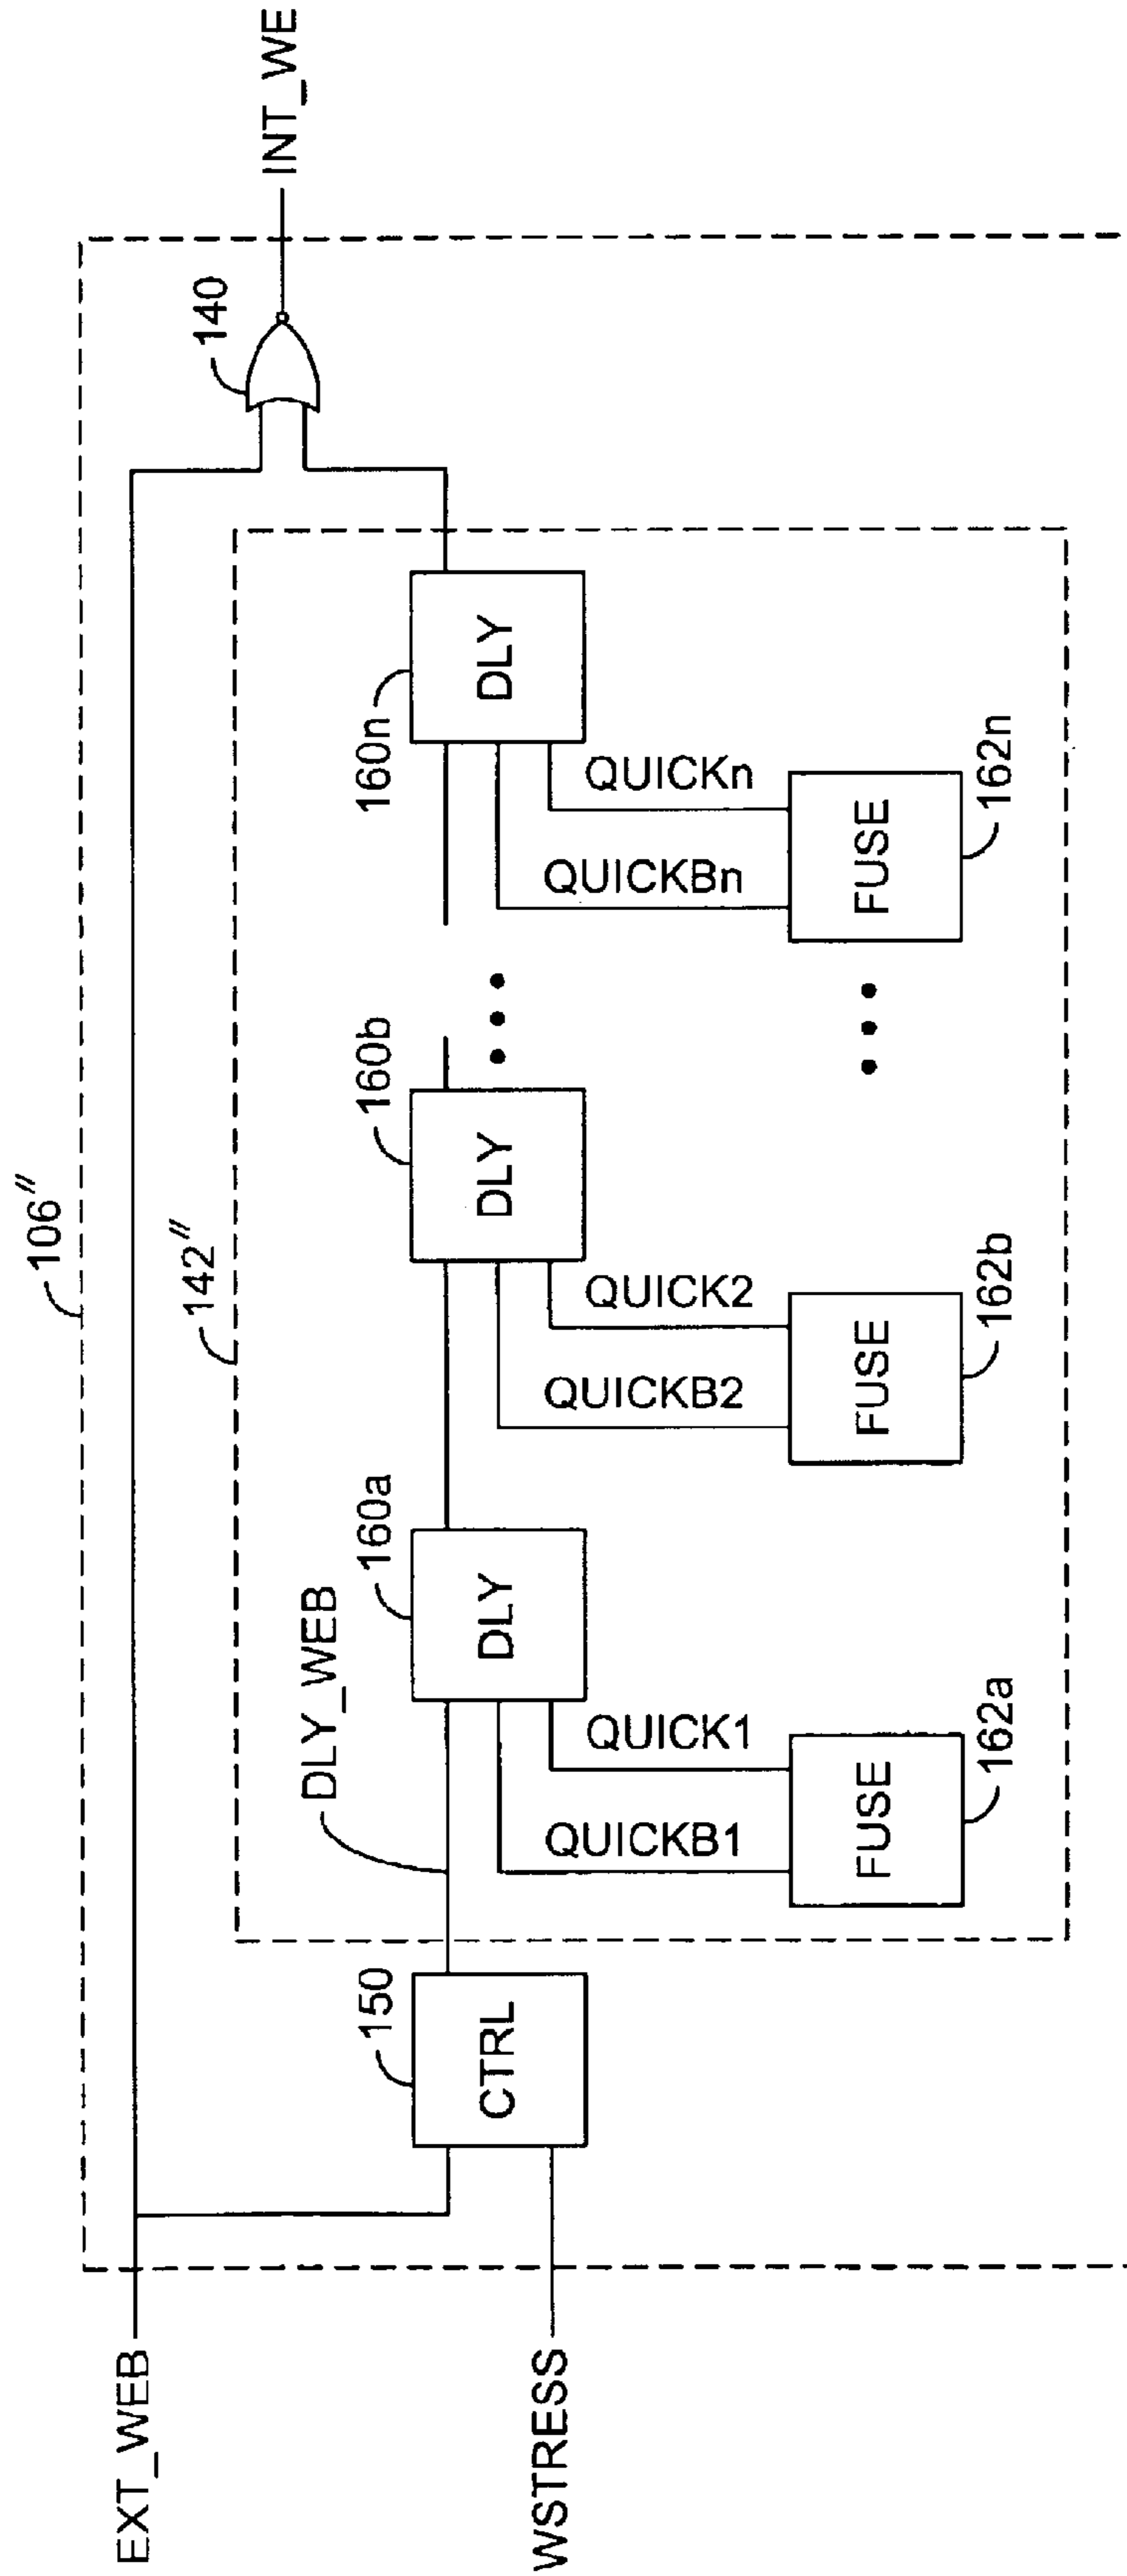 106″
EXT_WEB
140
INT_WE
142″
DLY_WEB
150
160a
160b
160n
CTRL
DLY
DLY
DLY
WSTRESS
QUICK1
QUICK2
QUICKn
QUICKB1
QUICKB2
QUICKBn
FUSE
FUSE
FUSE
162a
162b
162n